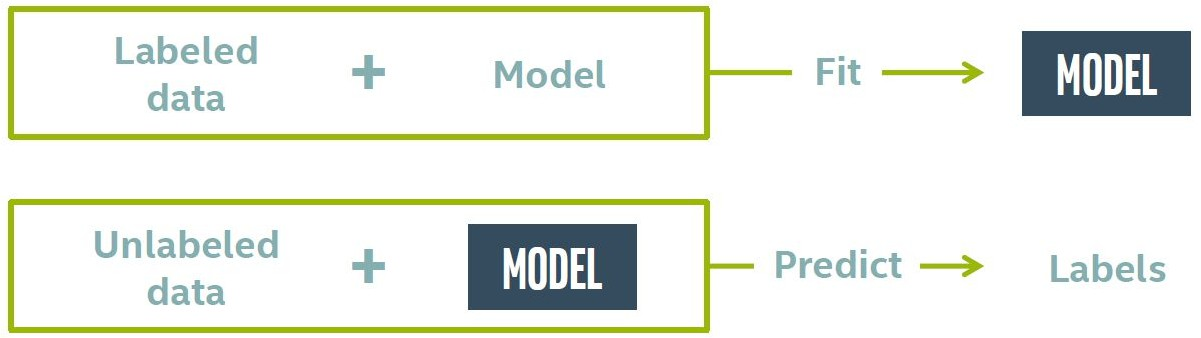 Labeled
data
+
Model
Fit
MODEL
Unlabeled
data
+
MODEL
Predict
Labels